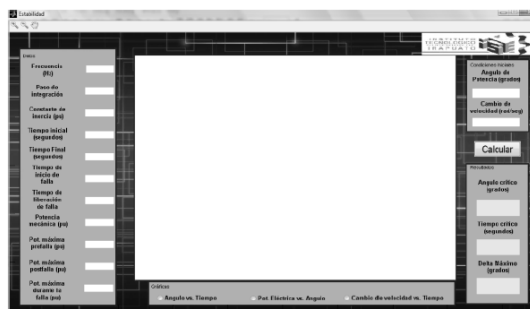 Estabilidad
INSTITUTO
TECNOLOGICO
IRAPUATO
Datos
Frecuencia
(Hz)
Paso de
integración
Constante de
inercia (pu)
Tiempo inicial
(segundos)
Tiempo Final
(segundos)
Tiempo de
inicio de
falla
Tiempo de
liberación
de falla
Potencia
mecánica (pu)
Pot. máxima
prefalla (pu)
Pot. máxima
postfalla (pu)
Pot. máxima
durante la
falla (pu)
Condiciones iniciales
Angulo de
Potencia (grados)
Cambio de
velocidad (rad/seg)
Calcular
Resultados
Angulo crítico
(grados)
Tiempo crítico
(segundos)
Delta Máximo
(grados)
Gráficas
Angulo vs. Tiempo
Pot. Eléctrica vs. Angulo
Cambio de velocidad vs. Tiempo